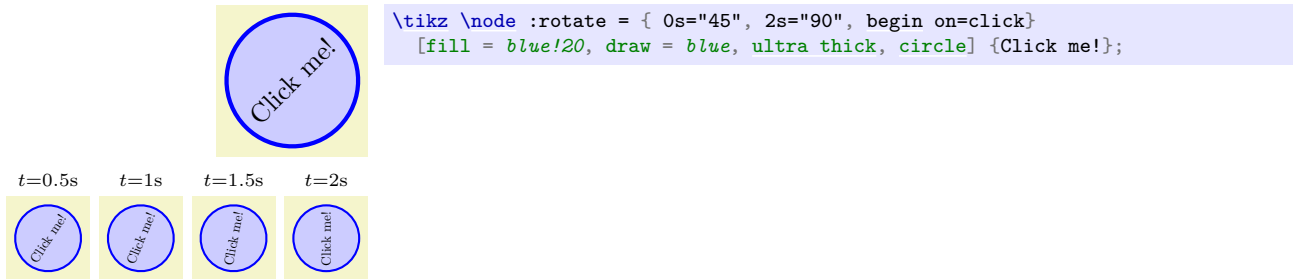 Click me!
\tikz \node :rotate = { 0s="45", 2s="90", begin on=click}
[fill = blue!20, draw = blue, ultra thick, circle] {Click me!};
t=0.5s t=1s t=1.5s t=2s
Click me! Click me! Click me! Click me!